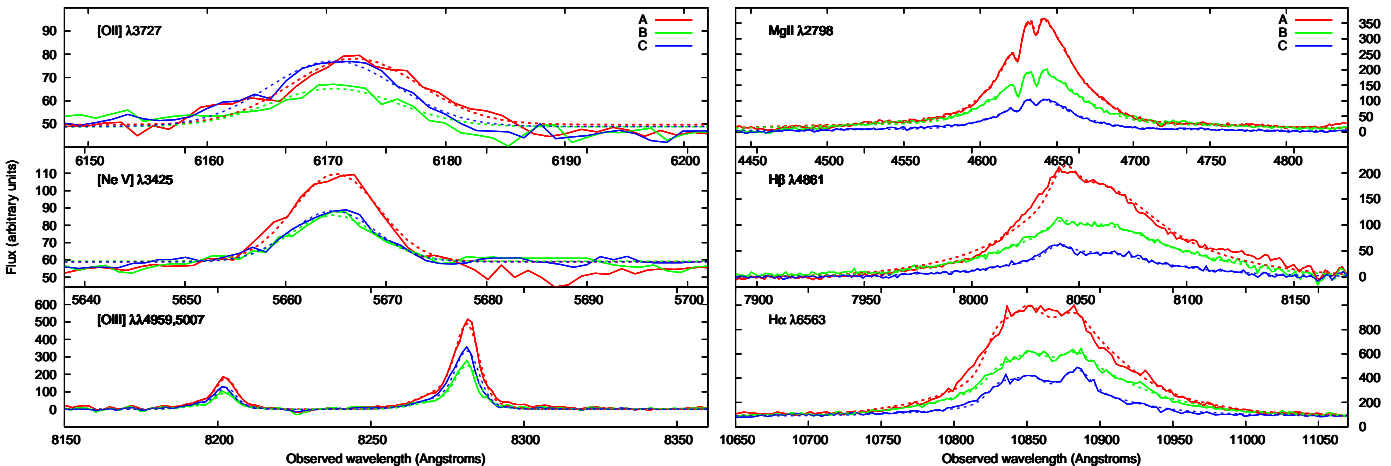 [OII] λ3727
A
B
C
90
80
70
60
50
6150 6160 6170 6180 6190 6200
[Ne V] λ3425
110
100
90
80
70
60
50
5640 5650 5660 5670 5680 5690 5700
[OIII] λλ4959,5007
600
500
400
300
200
100
0
8150 8200 8250 8300 8350
Flux (arbitrary units)
Observed wavelength (Angstroms)
MgII λ2798
A
B
C
350
300
250
200
150
100
50
0
4450 4500 4550 4600 4650 4700 4750 4800
Hβ λ4861
200
150
100
50
0
7900 7950 8000 8050 8100 8150
Hα λ6563
800
600
400
200
0
10650 10700 10750 10800 10850 10900 10950 11000 11050
Observed wavelength (Angstroms)